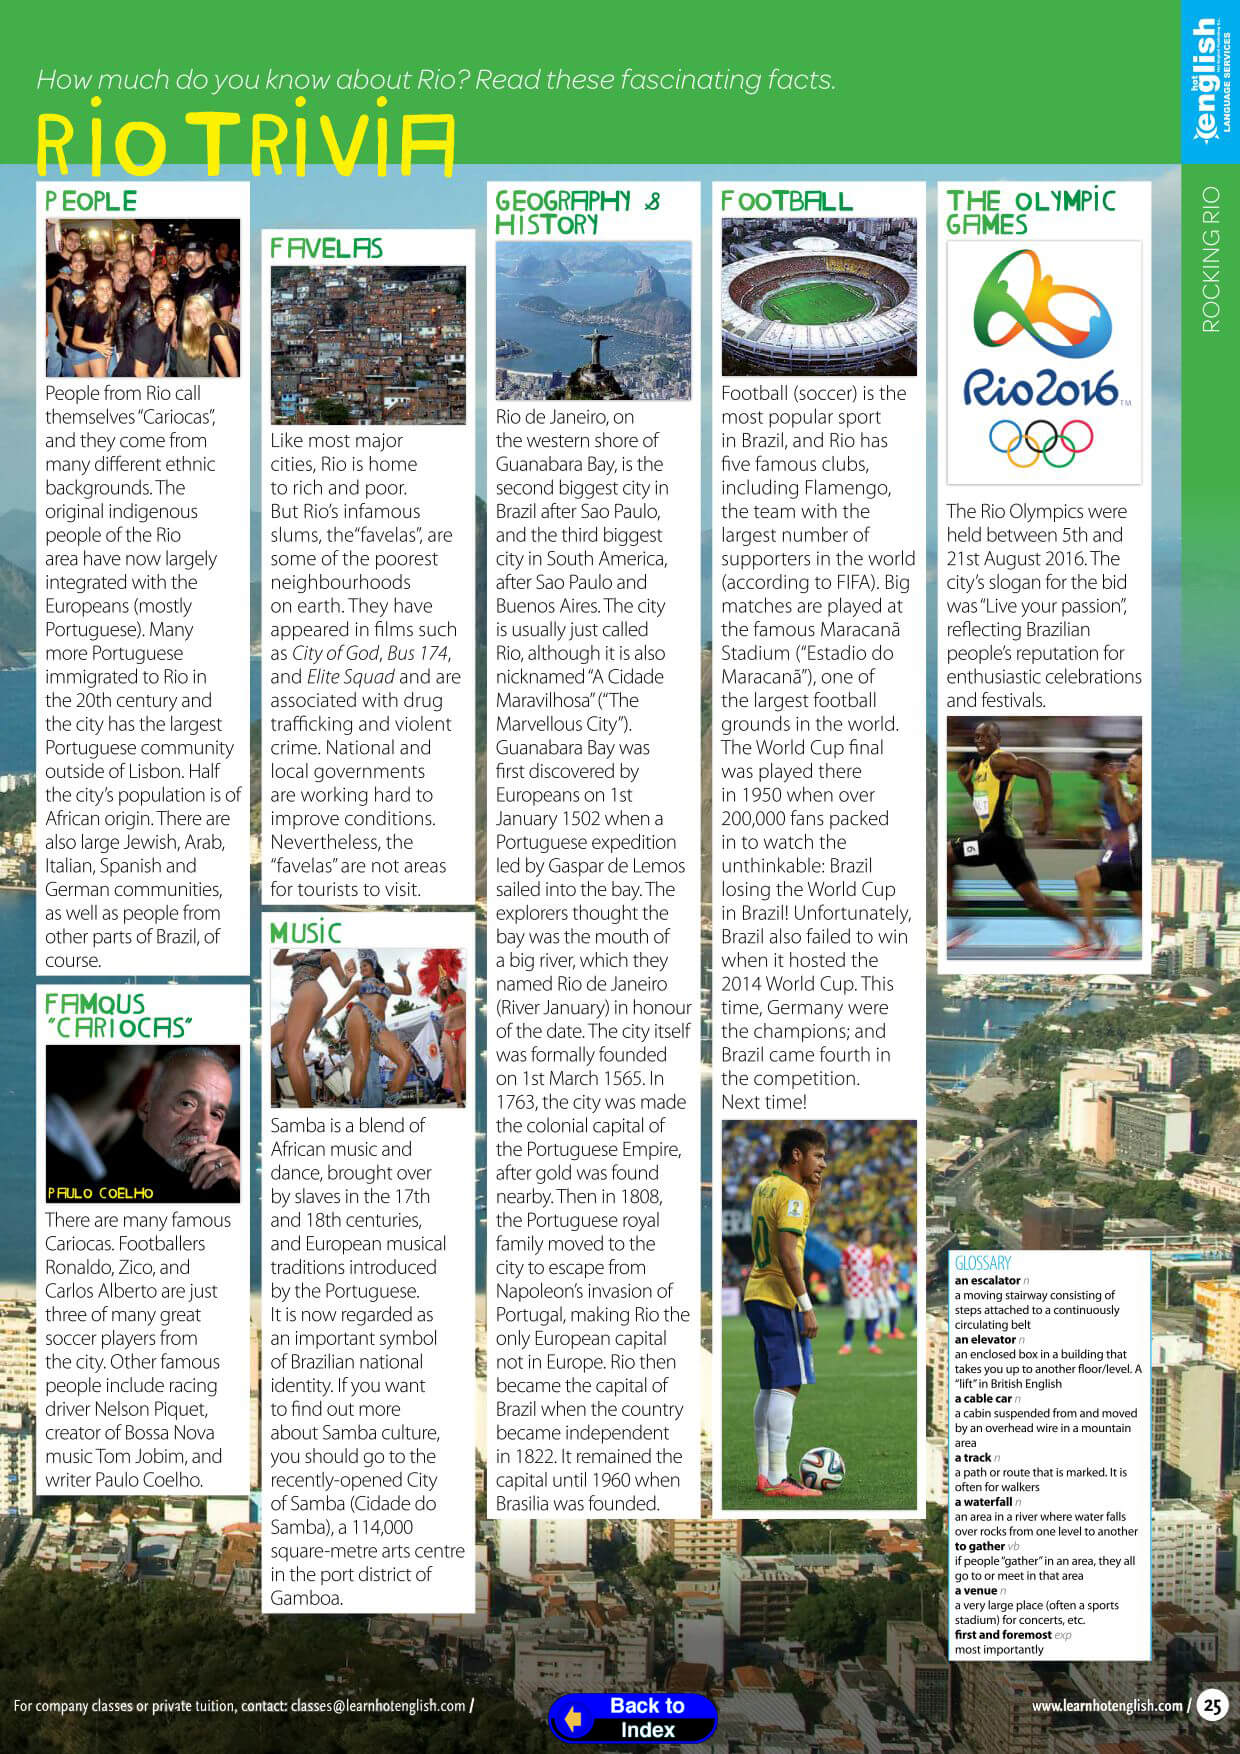 How much do you know about Rio? Read these fascinating facts.
RIO TRIVIA
hot
english
LANGUAGE SERVICES
ROCKING RIO
PEOPLE
People from Rio call
themselves “Cariocas”,
and they come from
many different ethnic
backgrounds. The
original indigenous
people of the Rio
area have now largely
integrated with the
Europeans (mostly
Portuguese). Many
more Portuguese
immigrated to Rio in
the 20th century and
the city has the largest
Portuguese community
outside of Lisbon. Half
the city’s population is of
African origin. There are
also large Jewish, Arab,
Italian, Spanish and
German communities,
as well as people from
other parts of Brazil, of
course.
FAMOUS
“CARIOCAS”
PAULO COELHO
There are many famous
Cariocas. Footballers
Ronaldo, Zico, and
Carlos Alberto are just
three of many great
soccer players from
the city. Other famous
people include racing
driver Nelson Piquet,
creator of Bossa Nova
music Tom Jobim, and
writer Paulo Coelho.
FAVELAS
Like most major
cities, Rio is home
to rich and poor.
But Rio’s infamous
slums, the“favelas”, are
some of the poorest
neighbourhoods
on earth. They have
appeared in films such
as City of God, Bus 174,
and Elite Squad and are
associated with drug
trafficking and violent
crime. National and
local governments
are working hard to
improve conditions.
Nevertheless, the
“favelas” are not areas
for tourists to visit.
MUSIC
Samba is a blend of
African music and
dance, brought over
by slaves in the 17th
and 18th centuries,
and European musical
traditions introduced
by the Portuguese.
It is now regarded as
an important symbol
of Brazilian national
identity. If you want
to find out more
about Samba culture,
you should go to the
recently-opened City
of Samba (Cidade do
Samba), a 114,000
square-metre arts centre
in the port district of
Gamboa.
GEOGRAPHY &
HISTORY
Rio de Janeiro, on
the western shore of
Guanabara Bay, is the
second biggest city in
Brazil after Sao Paulo,
and the third biggest
city in South America,
after Sao Paulo and
Buenos Aires. The city
is usually just called
Rio, although it is also
nicknamed “A Cidade
Maravilhosa” (“The
Marvellous City”).
Guanabara Bay was
first discovered by
Europeans on 1st
January 1502 when a
Portuguese expedition
led by Gaspar de Lemos
sailed into the bay. The
explorers thought the
bay was the mouth of
a big river, which they
named Rio de Janeiro
(River January) in honour
of the date. The city itself
was formally founded
on 1st March 1565. In
1763, the city was made
the colonial capital of
the Portuguese Empire,
after gold was found
nearby. Then in 1808,
the Portuguese royal
family moved to the
city to escape from
Napoleon’s invasion of
Portugal, making Rio the
only European capital
not in Europe. Rio then
became the capital of
Brazil when the country
became independent
in 1822. It remained the
capital until 1960 when
Brasilia was founded.
FOOTBALL
Football (soccer) is the
most popular sport
in Brazil, and Rio has
five famous clubs,
including Flamengo,
the team with the
largest number of
supporters in the world
(according to FIFA). Big
matches are played at
the famous Maracanã
Stadium (“Estadio do
Maracanã”), one of
the largest football
grounds in the world.
The World Cup final
was played there
in 1950 when over
200,000 fans packed
in to watch the
unthinkable: Brazil
losing the World Cup
in Brazil! Unfortunately,
Brazil also failed to win
when it hosted the
2014 World Cup. This
time, Germany were
the champions; and
Brazil came fourth in
the competition.
Next time!
10
THE OLYMPIC
GAMES
Rio2016
TM
The Rio Olympics were
held between 5th and
21st August 2016. The
city’s slogan for the bid
was “Live your passion”,
reflecting Brazilian
people’s reputation for
enthusiastic celebrations
and festivals.
6
GLOSSARY
an escalator n
a moving stairway consisting of
steps attached to a continuously
circulating belt
an elevator n
an enclosed box in a building that
takes you up to another floor/level. A
“lift” in British English
a cable car n
a cabin suspended from and moved
by an overhead wire in a mountain
area
a track n
a path or route that is marked. It is
often for walkers
a waterfall n
an area in a river where water falls
over rocks from one level to another
to gather vb
if people “gather” in an area, they all
go to or meet in that area
a venue n
a very large place (often a sports
stadium) for concerts, etc.
first and foremost exp
most importantly
For company classes or private tuition, contact: classes@learnhotenglish.com /
Back to
Index
www.learnhotenglish.com / 25